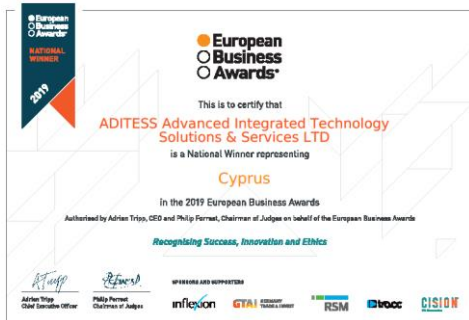 European
Business
Awards
NATIONAL
WINNER
2019
European
Business
Awards
This is to certify that
ADITESS Advanced Integrated Technology
Solutions & Services LTD
is a National Winner representing
Cyprus
in the 2019 European Business Awards
Authorised by Adrian Tripp, CEO and Philip Forrest, Chairman of Judges on behalf of the European Business Awards
Recognising Success, Innovation and Ethics
Adrian Tripp
Chief Executive Officer
Philip Forrest
Chairman of Judges
SPONSORS AND SUPPORTERS
inflexion
GTAI GERMANY
TRADE & INVEST
RSM
CISION